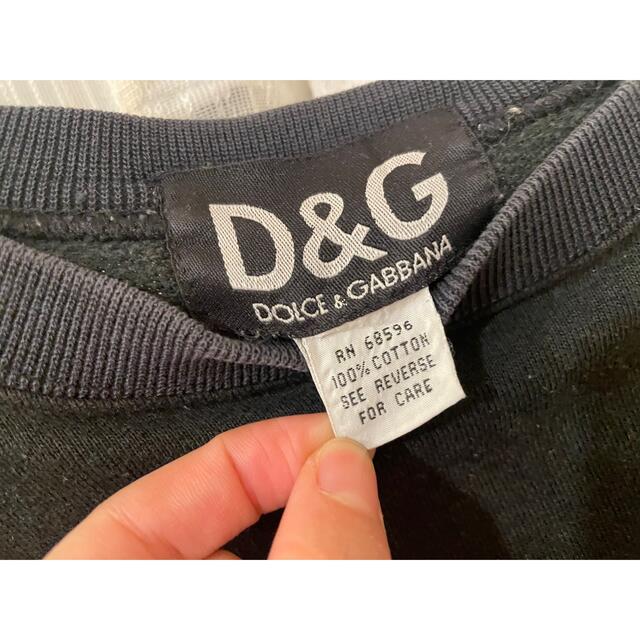 D&G
DOLCE & GABBANA
RN 68596
100% COTTON
SEE REVERSE
FOR CARE